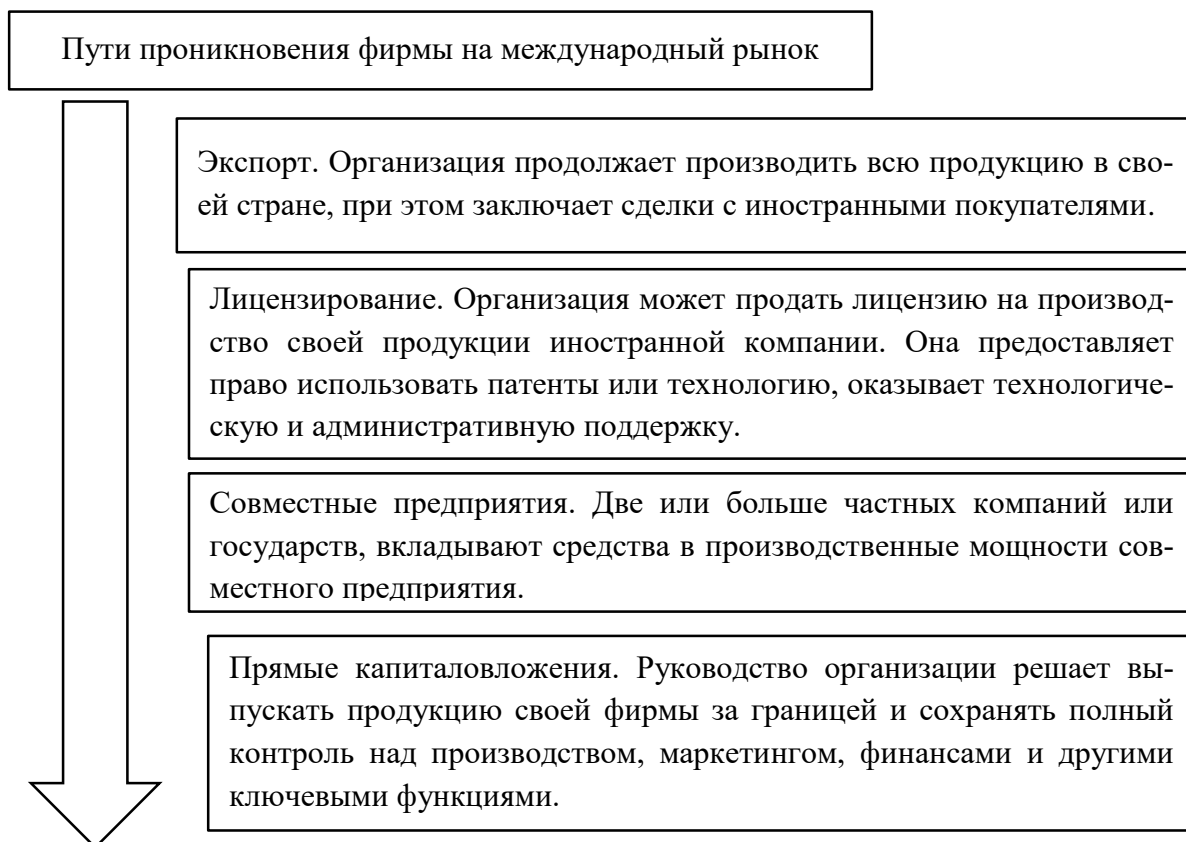 Пути проникновения фирмы на международный рынок
Экспорт. Организация продолжает производить всю продукцию в сво-
ей стране, при этом заключает сделки с иностранными покупателями.
Лицензирование. Организация может продать лицензию на производ-
ство своей продукции иностранной компании. Она предоставляет
право использовать патенты или технологию, оказывает технологиче-
скую и административную поддержку.
Совместные предприятия. Две или больше частных компаний или
государств, вкладывают средства в производственные мощности сов-
местного предприятия.
Прямые капиталовложения. Руководство организации решает вы-
пускать продукцию своей фирмы за границей и сохранять полный
контроль над производством, маркетингом, финансами и другими
ключевыми функциями.